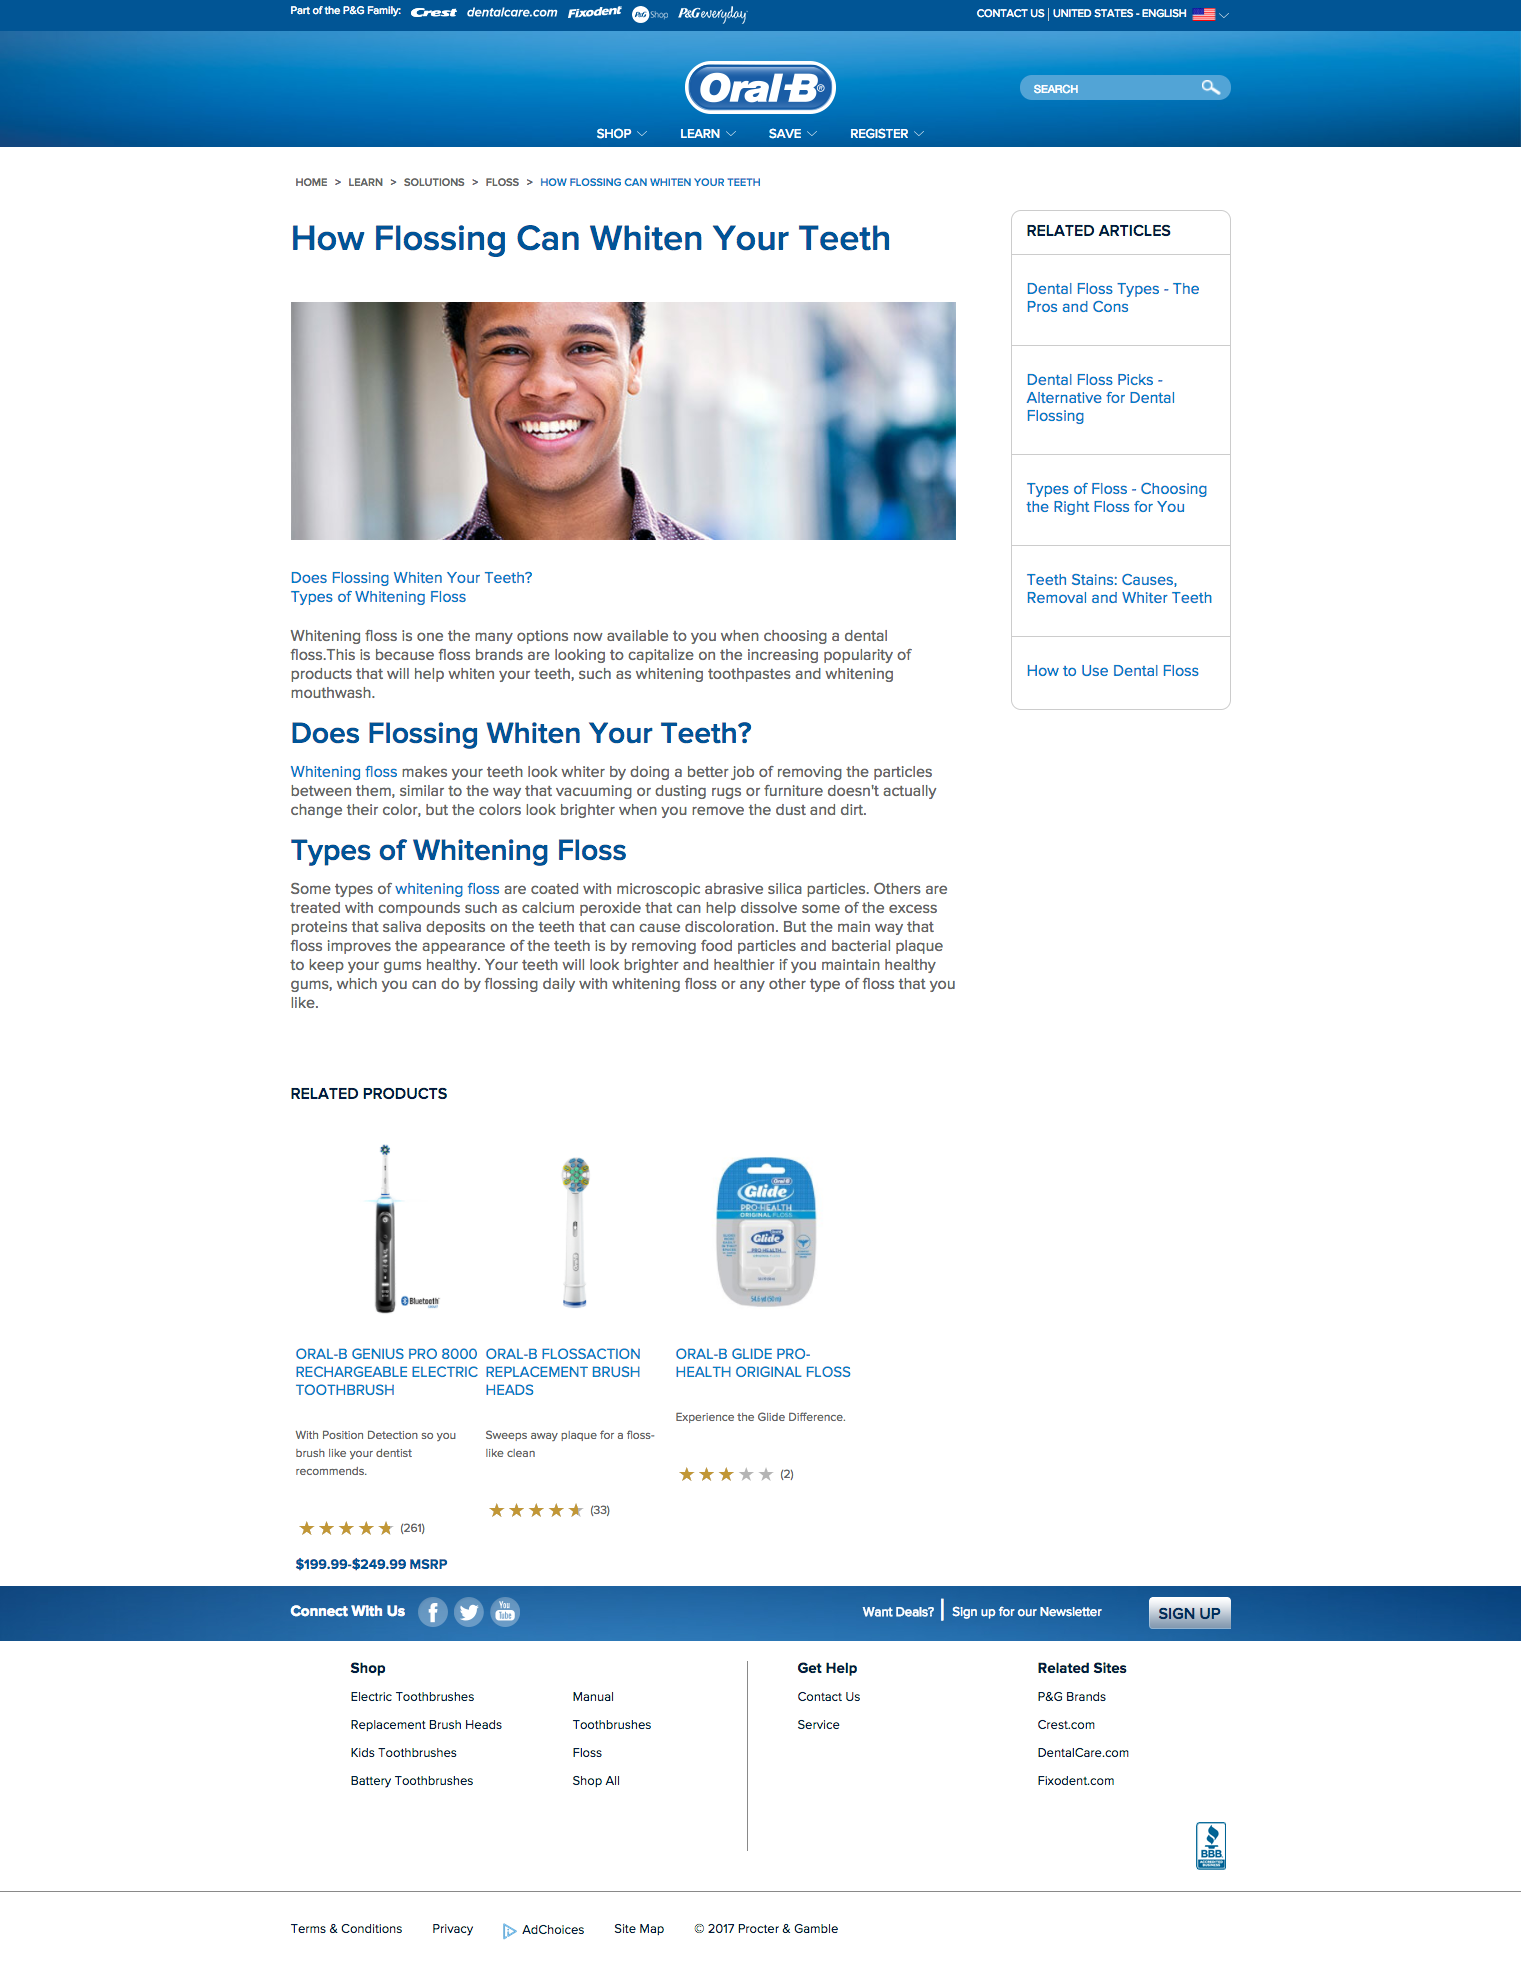 Part of the P&G Family: Crest dentalcare.com Fixodent P&G Shop P&G everyday
CONTACT US | UNITED STATES - ENGLISH
Oral-B®
SEARCH
SHOP LEARN SAVE REGISTER
HOME > LEARN > SOLUTIONS > FLOSS > HOW FLOSSING CAN WHITEN YOUR TEETH
How Flossing Can Whiten Your Teeth
Does Flossing Whiten Your Teeth?
Types of Whitening Floss
Whitening floss is one the many options now available to you when choosing a dental
floss.This is because floss brands are looking to capitalize on the increasing popularity of
products that will help whiten your teeth, such as whitening toothpastes and whitening
mouthwash.
Does Flossing Whiten Your Teeth?
Whitening floss makes your teeth look whiter by doing a better job of removing the particles
between them, similar to the way that vacuuming or dusting rugs or furniture doesn't actually
change their color, but the colors look brighter when you remove the dust and dirt.
Types of Whitening Floss
Some types of whitening floss are coated with microscopic abrasive silica particles. Others are
treated with compounds such as calcium peroxide that can help dissolve some of the excess
proteins that saliva deposits on the teeth that can cause discoloration. But the main way that
floss improves the appearance of the teeth is by removing food particles and bacterial plaque
to keep your gums healthy. Your teeth will look brighter and healthier if you maintain healthy
gums, which you can do by flossing daily with whitening floss or any other type of floss that you
like.
RELATED ARTICLES
Dental Floss Types - The
Pros and Cons
Dental Floss Picks -
Alternative for Dental
Flossing
Types of Floss - Choosing
the Right Floss for You
Teeth Stains: Causes,
Removal and Whiter Teeth
How to Use Dental Floss
RELATED PRODUCTS
Bluetooth
ORAL-B GENIUS PRO 8000
RECHARGEABLE ELECTRIC
TOOTHBRUSH
With Position Detection so you
brush like your dentist
recommends.
(261)
$199.99-$249.99 MSRP
ORAL-B FLOSSACTION
REPLACEMENT BRUSH
HEADS
Sweeps away plaque for a floss-
like clean
(33)
Oral-B
Glide
PRO-HEALTH
ORIGINAL FLOSS
Glide
PRO-HEALTH
54.6 yd (50 m)
ORAL-B GLIDE PRO-
HEALTH ORIGINAL FLOSS
Experience the Glide Difference.
(2)
Connect With Us
You
Tube
Want Deals? | Sign up for our Newsletter
SIGN UP
Shop
Electric Toothbrushes
Replacement Brush Heads
Kids Toothbrushes
Battery Toothbrushes
Manual
Toothbrushes
Floss
Shop All
Get Help
Contact Us
Service
Related Sites
P&G Brands
Crest.com
DentalCare.com
Fixodent.com
BBB.
ACCREDITED
BUSINESS
Terms & Conditions Privacy AdChoices Site Map © 2017 Procter & Gamble